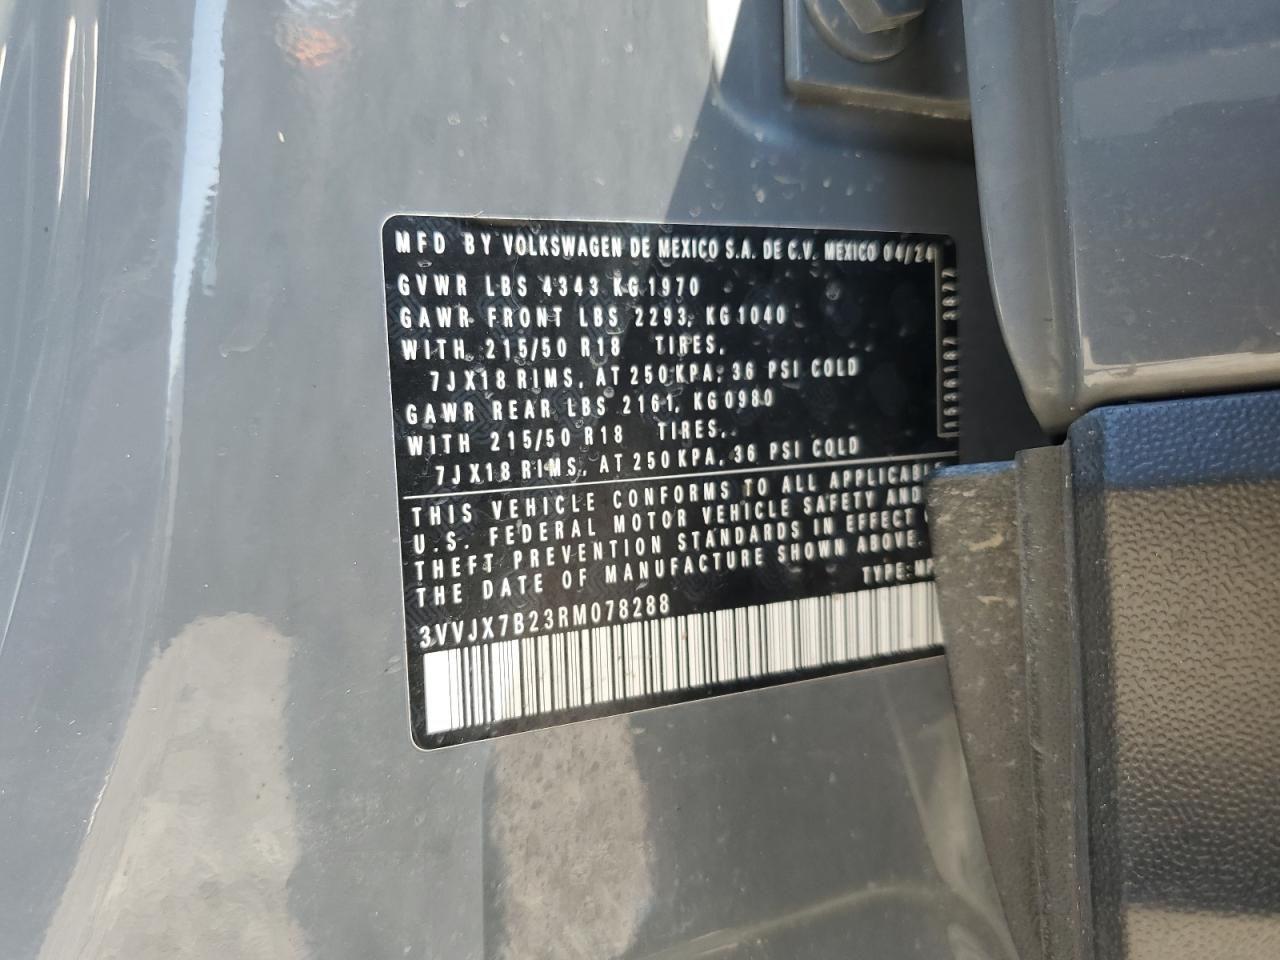 MFD BY VOLKSWAGEN DE MEXICO S.A. DE C.V. MEXICO 04/24
GVWR LBS 4343 KG 1970
GAWR FRONT LBS 2293, KG 1040
WITH 215/50 R18 TIRES,
7JX18 RIMS, AT 250 KPA, 36 PSI COLD
GAWR REAR LBS 2161, KG 0980
WITH 215/50 R18 TIRES,
7JX18 RIMS, AT 250 KPA, 36 PSI COLD
THIS VEHICLE CONFORMS TO ALL APPLICABLE
U.S. FEDERAL MOTOR VEHICLE SAFETY AND
THEFT PREVENTION STANDARDS IN EFFECT
THE DATE OF MANUFACTURE SHOWN ABOVE.
TYPE: MP
3VVJX7B23RM078288